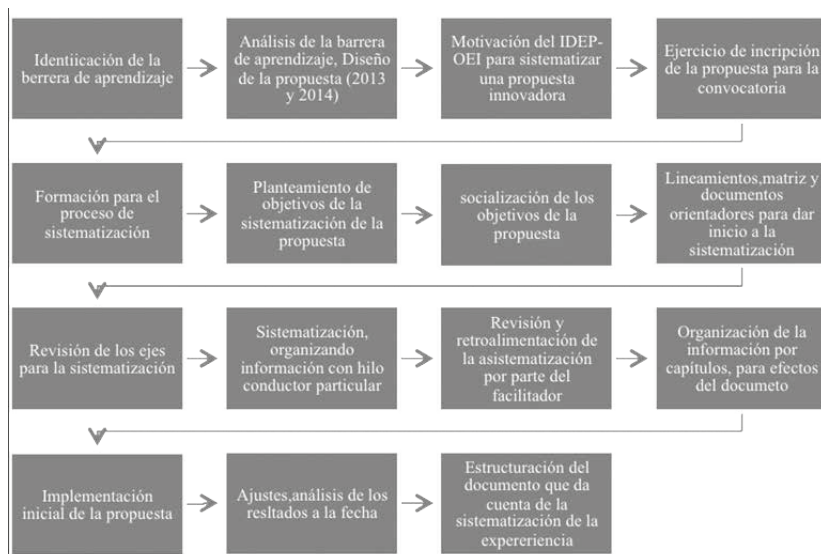 Identiicación de la
berrera de aprendizaje
Análisis de la barrera
de aprendizaje, Diseño
de la propuesta (2013
y 2014)
Motivación del IDEP-
OEI para sistematizar
una propuesta
innovadora
Ejercicio de incripción
de la propuesta para la
convocatoria
Formación para el
proceso de
sistematización
Planteamiento de
objetivos de la
sistematización de la
propuesta
socialización de los
objetivos de la
propuesta
Lineamientos,matriz y
documentos
orientadores para dar
inicio a la
sistematización
Revisión de los ejes
para la sistematización
Sistematización,
organizando
información con hilo
conductor particular
Revisión y
retroalimentación de
la asistematización
por parte del
facilitador
Organización de la
información por
capítulos, para efectos
del documeto
Implementación
inicial de la propuesta
Ajustes,análisis de los
resltados a la fecha
Estructuración del
documento que da
cuenta de la
sistematización de la
expereriencia